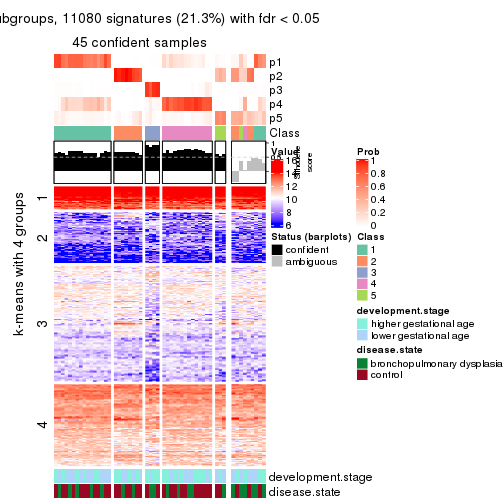 ubgroups, 11080 signatures (21.3%) with fdr < 0.05
45 confident samples
p1
p2
p3
p4
p5
Class
1
2
3
4
k-means with 4 groups
1
score
Value
16
14
12
10
8
6
Status (barplots)
confident
ambiguous
Prob
1
0.8
0.6
0.4
0.2
0
Class
1
2
3
4
5
development.stage
higher gestational age
lower gestational age
disease.state
bronchopulmonary dysplasia
control
development.stage
disease.state